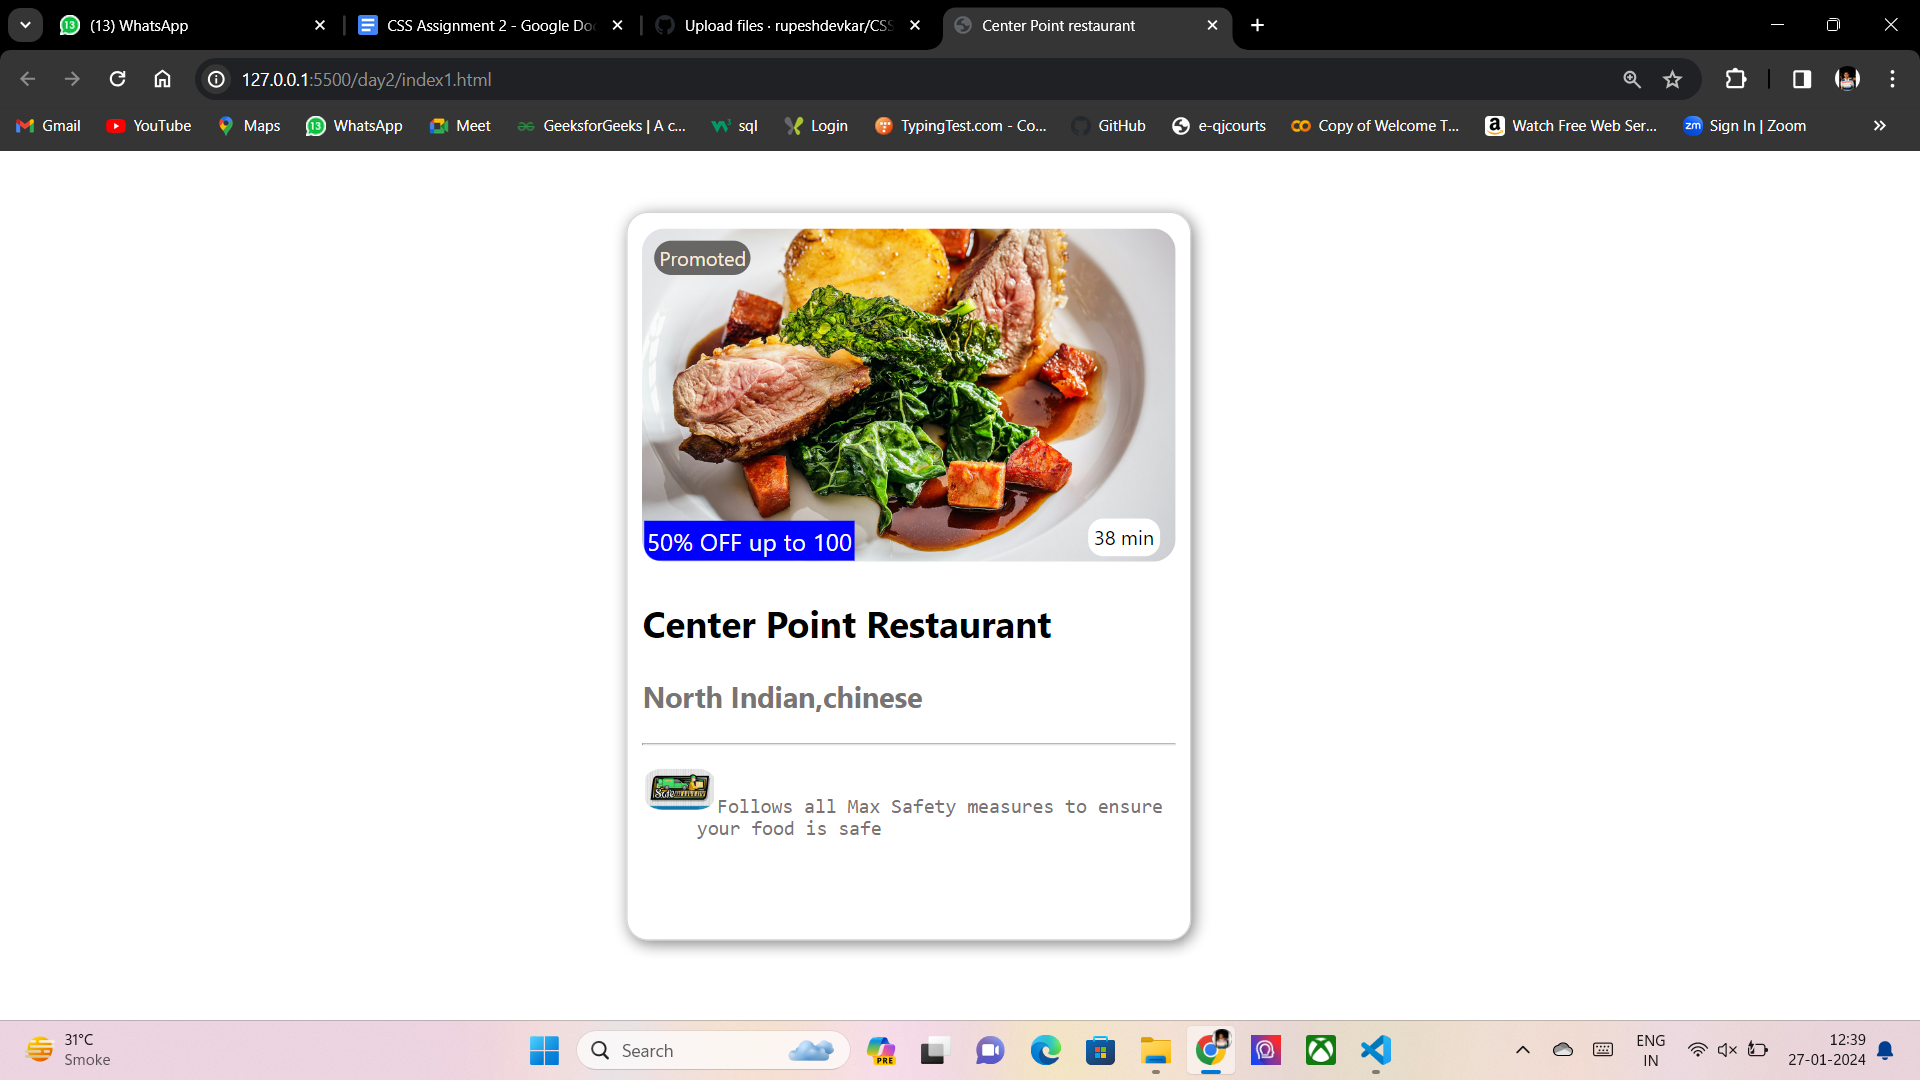 (13) WhatsApp
CSS Assignment 2 - Google Do
Upload files · rupeshdevkar/CSS
Center Point restaurant
127.0.0.1:5500/day2/index1.html
Gmail
YouTube
Maps
13 WhatsApp
Meet
GeeksforGeeks | A c...
sql
Login
TypingTest.com - Co...
GitHub
e-qjcourts
Copy of Welcome T...
Watch Free Web Ser...
zm Sign In | Zoom
Promoted
50% OFF up to 100
38 min
Center Point Restaurant
North Indian,chinese
Follows all Max Safety measures to ensure
your food is safe
31°C
Smoke
Search
PRE
ENG
IN
12:39
27-01-2024